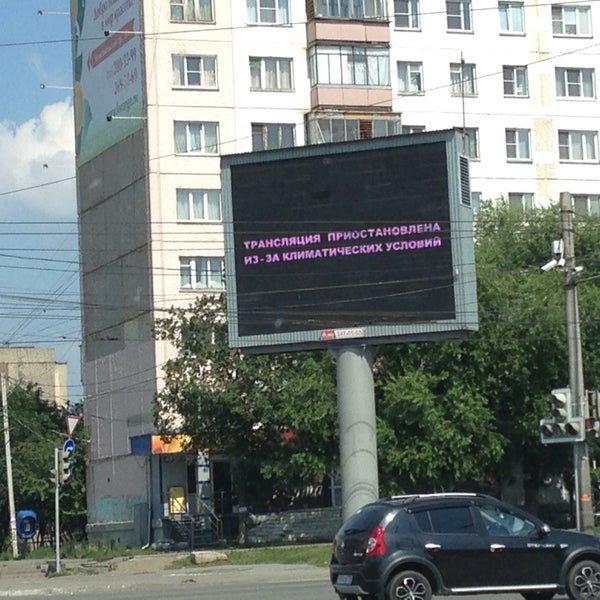 ТРАНСЛЯЦИЯ ПРИОСТАНОВЛЕНА
ИЗ-ЗА КЛИМАТИЧЕСКИХ УСЛОВИЙ